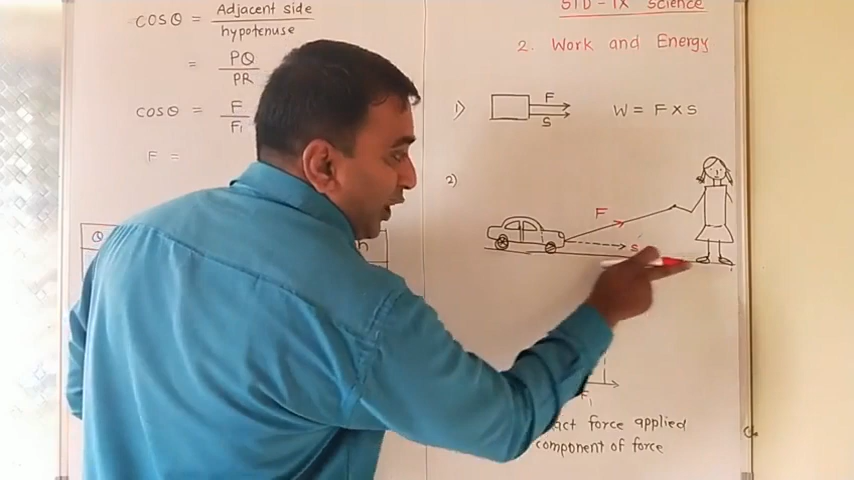 COSθ = Adjacent side
hypotenuse
= PQ
PR
COSθ = F
F1
F =
θ
STD - IX Science
2. Work and Energy
1) F
S
W = F × S
2)
F
S
F1
act force applied
component of force